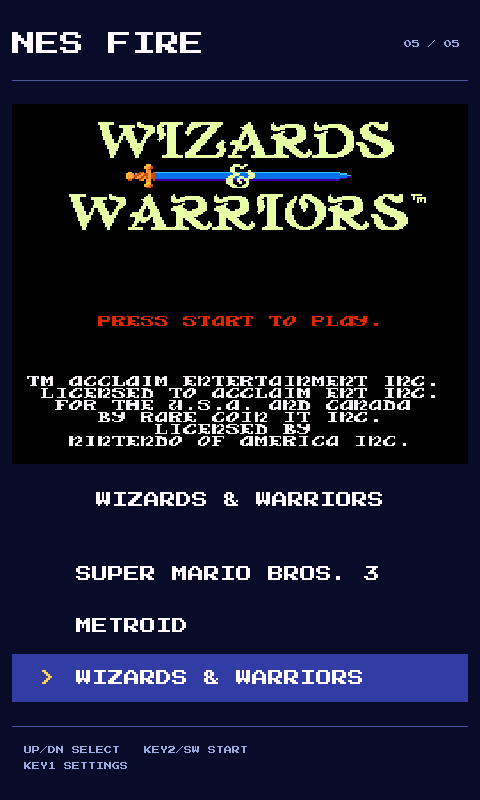 NES FIRE
05 / 05
WIZARDS
&
WARRIORS™
PRESS START TO PLAY.
TM ACCLAIM ENTERTAINMENT INC.
LICENSED TO ACCLAIM ENT INC.
FOR THE U.S.A. AND CANADA
BY RARE COIN IT INC.
LICENSED BY
NINTENDO OF AMERICA INC.
WIZARDS & WARRIORS
SUPER MARIO BROS. 3
METROID
> WIZARDS & WARRIORS
UP/DN SELECT KEY2/SW START
KEY1 SETTINGS